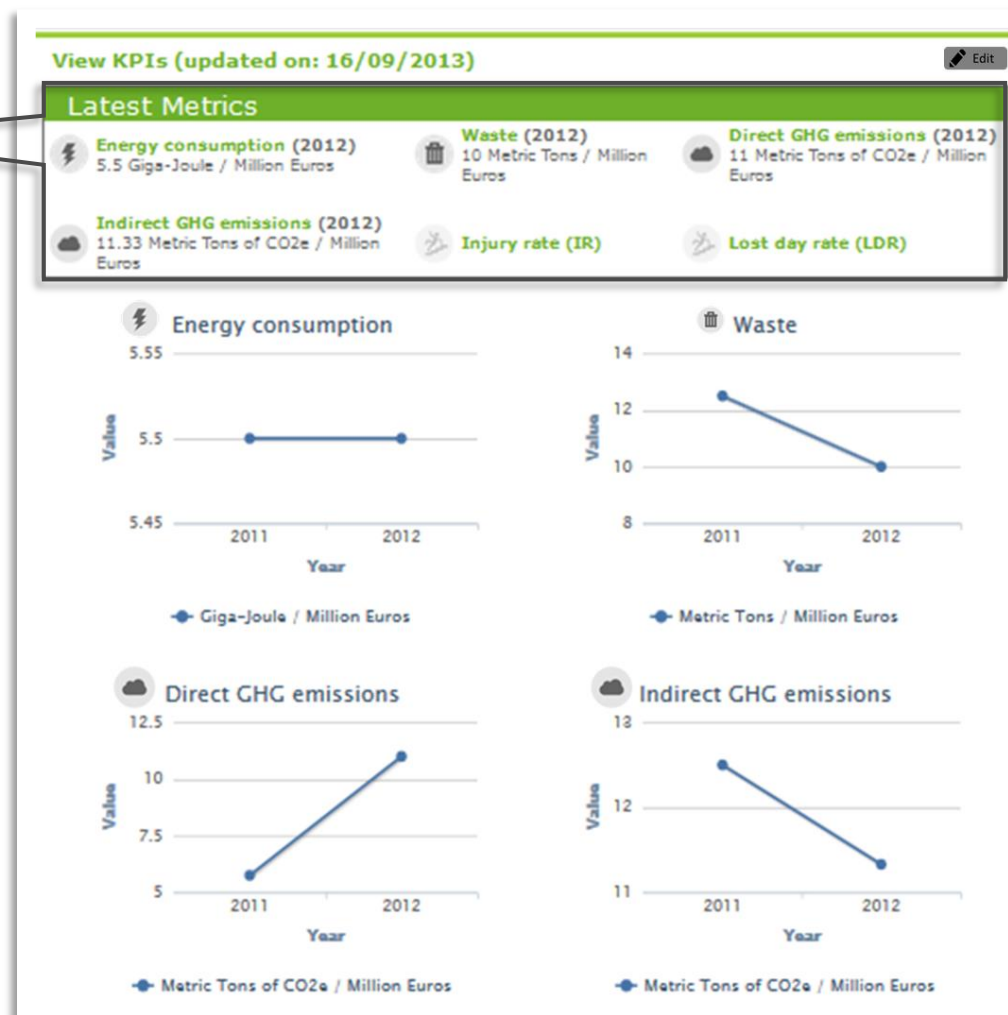 View KPIs (updated on: 16/09/2013)
Edit
Latest Metrics
Energy consumption (2012)
5.5 Giga-Joule / Million Euros
Waste (2012)
10 Metric Tons / Million
Euros
Direct GHG emissions (2012)
11 Metric Tons of CO2e / Million
Euros
Indirect GHG emissions (2012)
11.33 Metric Tons of CO2e / Million
Euros
Injury rate (IR)
Lost day rate (LDR)
Energy consumption
5.55
5.5
5.45
Value
2011 2012
Year
Giga-Joule / Million Euros
Waste
14
12
10
8
Value
2011 2012
Year
Metric Tons / Million Euros
Direct GHG emissions
12.5
10
7.5
5
Value
2011 2012
Year
Metric Tons of CO2e / Million Euros
Indirect GHG emissions
13
12
11
Value
2011 2012
Year
Metric Tons of CO2e / Million Euros